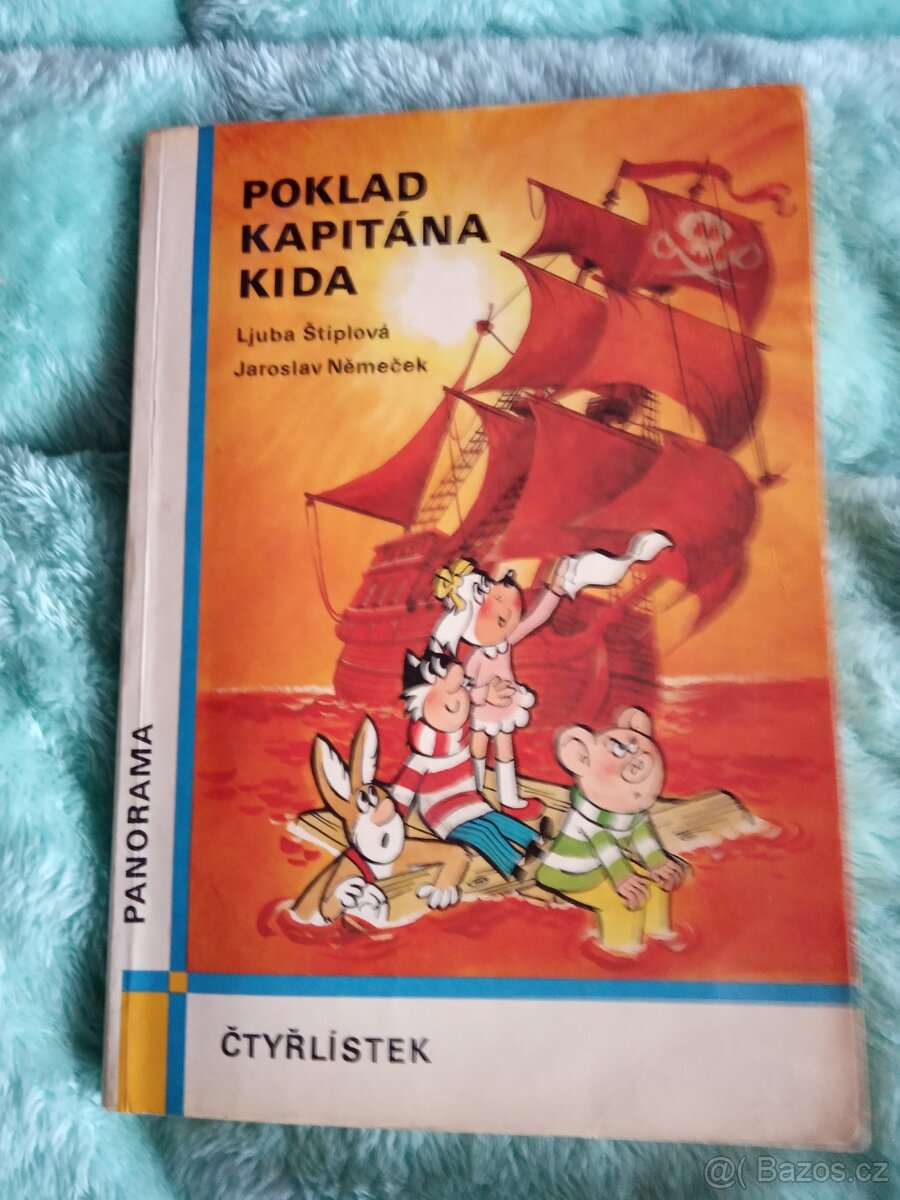 POKLAD
KAPITÁNA
KIDA
Ljuba Štíplová
Jaroslav Němeček
PANORAMA
ČTYŘLÍSTEK
@( Bazos.cz